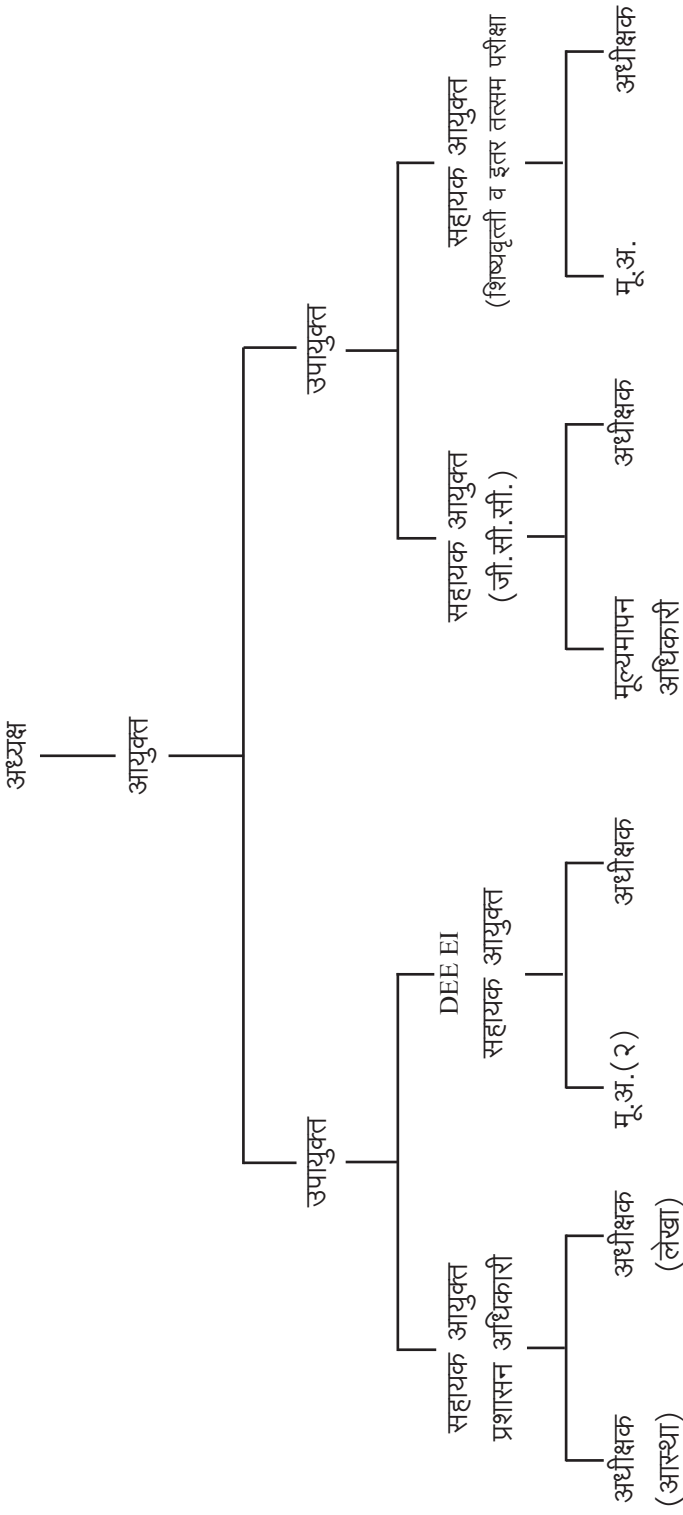 अध्यक्ष
आयुक्त
उपायुक्त
उपायुक्त
सहायक आयुक्त
प्रशासन अधिकारी
DEE EI
सहायक आयुक्त
सहायक आयुक्त
(जी.सी.सी.)
सहायक आयुक्त
(शिष्यवृत्ती व इतर तत्सम परीक्षा
अधीक्षक
(आस्था)
अधीक्षक
(लेखा)
मू.अ.(२)
अधीक्षक
मूल्यमापन
अधिकारी
अधीक्षक
मू.अ.
अधीक्षक